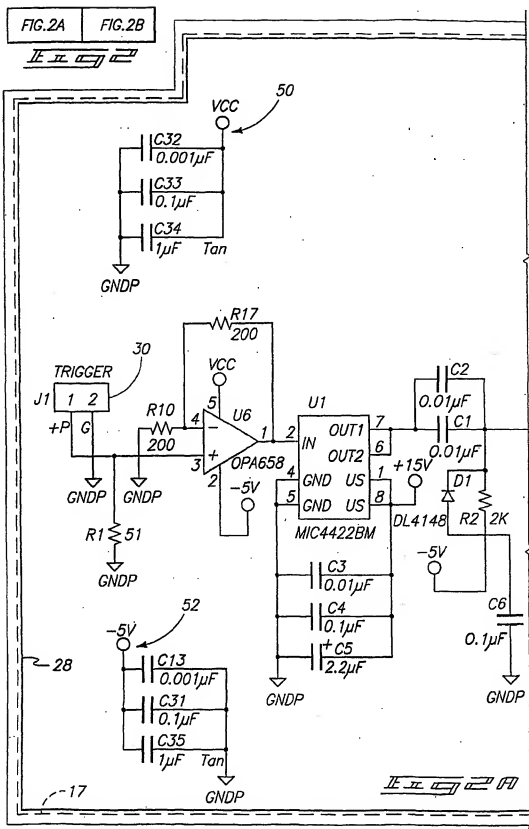 FIG.2A FIG.2B
Fig 2
50
VCC
C32
0.001µF
C33
0.1µF
C34
1µF Tan
GNDP
R17
200
TRIGGER
30
J1 1 2
+P G
VCC
R10
200
5
4
3
2
1
U6
OPA658
-5V
GNDP
GNDP
R1 51
GNDP
U1
2 IN OUT1 7
OUT2 6
4 GND US 1
5 GND US 8
MIC4422BM
+15V
C2
0.01µF
C1
0.01µF
D1
DL4148
R2 2K
-5V
C6
0.1µF
GNDP
C3
0.01µF
C4
0.1µF
+ C5
2.2µF
GNDP
52
-5V
C13
0.001µF
C31
0.1µF
C35
1µF Tan
GNDP
28
17
Fig 2A